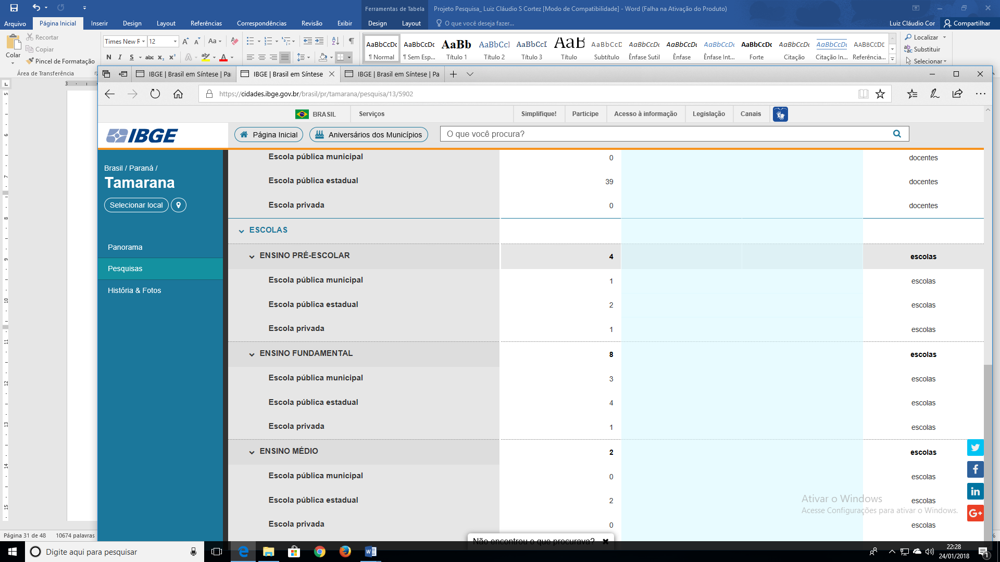 Ferramentas de Tabela
Projeto Pesquisa_ Luiz Cláudio S Cortez [Modo de Compatibilidade] - Word (Falha na Ativação do Produto)
Arquivo Página Inicial Inserir Design Layout Referências Correspondências Revisão Exibir Design Layout O que você deseja fazer... Luiz Cláudio Cor Compartilhar
Colar
Recortar
Copiar
Pincel de Formatação
Área de Transferência
Times New R 12
Aa
N I S abc x₂ x² A A
AaBbCcDc AaBbCcDc AaBb AaBbCcI AaBbCcI AaB AaBbCcD AaBbCcDc AaBbCcDc AaBbCcDc AaBbCcDc AaBbCcDc AaBbCcDc AABBCCDE
¶ Normal ¶ Sem Esp... Título 1 Título 2 Título 3 Título Subtítulo Ênfase Sutil Ênfase Ênfase Int... Forte Citação Citação In... Referência...
Localizar
Substituir
Selecionar
IBGE | Brasil em Síntese | Pa
IBGE | Brasil em Síntese
IBGE | Brasil em Síntese | Pa
https://cidades.ibge.gov.br/brasil/pr/tamarana/pesquisa/13/5902
BRASIL Serviços Simplifique! Participe Acesso à informação Legislação Canais
IBGE Página Inicial Aniversários dos Municípios O que você procura?
Brasil / Paraná /
Tamarana
Selecionar local
Panorama
Pesquisas
História & Fotos
Escola pública municipal 0 docentes
Escola pública estadual 39 docentes
Escola privada 0 docentes
ESCOLAS
ENSINO PRÉ-ESCOLAR 4 escolas
Escola pública municipal 1 escolas
Escola pública estadual 2 escolas
Escola privada 1 escolas
ENSINO FUNDAMENTAL 8 escolas
Escola pública municipal 3 escolas
Escola pública estadual 4 escolas
Escola privada 1 escolas
ENSINO MÉDIO 2 escolas
Escola pública municipal 0 escolas
Escola pública estadual 2 escolas
Escola privada 0 escolas
Ativar o Windows
Acesse Configurações para ativar o Windows.
Não encontrou o que procurava?
Página 31 de 48 10674 palavras
Digite aqui para pesquisar
22:28
24/01/2018